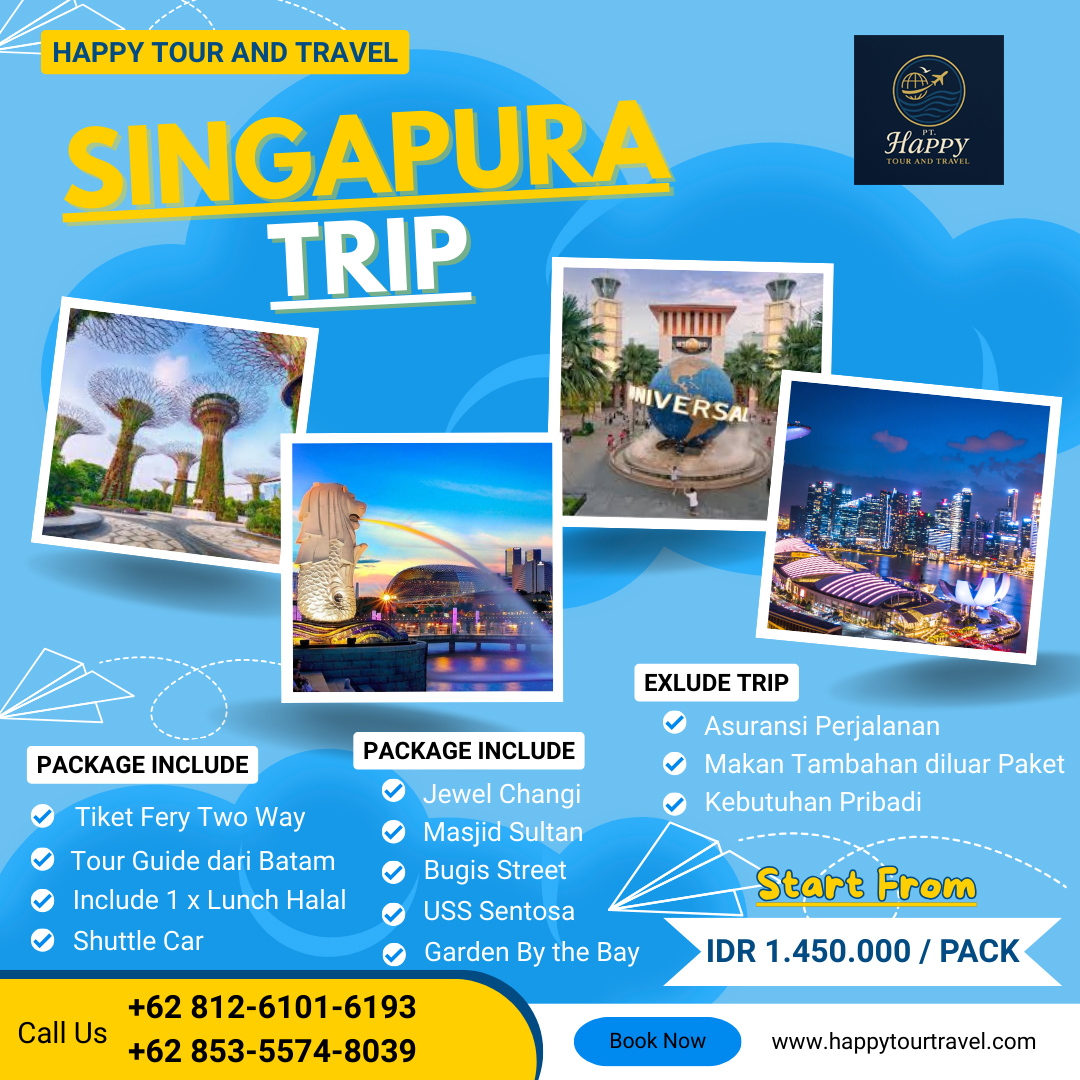 HAPPY TOUR AND TRAVEL
PT.
Happy
TOUR AND TRAVEL
SINGAPURA
TRIP
UNIVERSAL
EXLUDE TRIP
Asuransi Perjalanan
Makan Tambahan diluar Paket
Kebutuhan Pribadi
PACKAGE INCLUDE
Tiket Fery Two Way
Tour Guide dari Batam
Include 1 x Lunch Halal
Shuttle Car
PACKAGE INCLUDE
Jewel Changi
Masjid Sultan
Bugis Street
USS Sentosa
Garden By the Bay
Start From
IDR 1.450.000 / PACK
Call Us
+62 812-6101-6193
+62 853-5574-8039
Book Now
www.happytourtravel.com